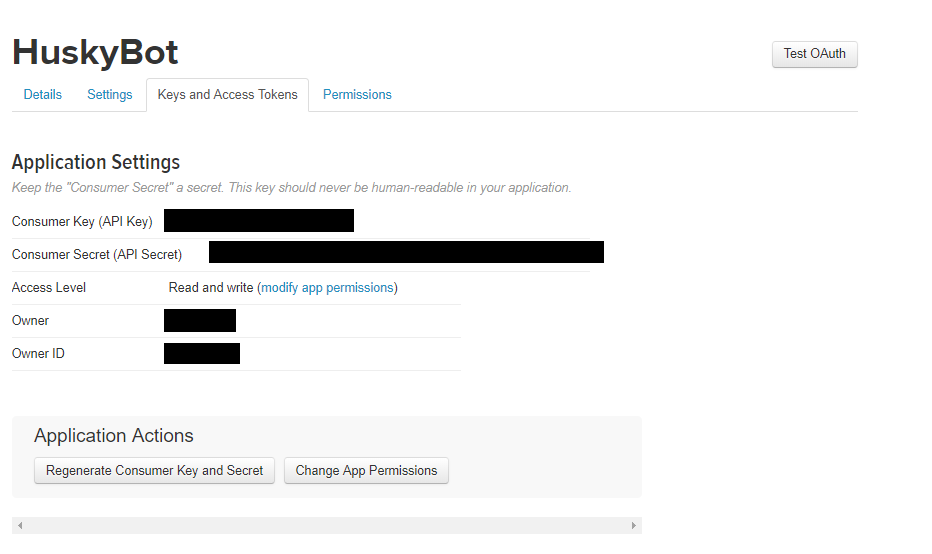 HuskyBot
Test OAuth
Details Settings Keys and Access Tokens Permissions
Application Settings
Keep the "Consumer Secret" a secret. This key should never be human-readable in your application.
Consumer Key (API Key)
Consumer Secret (API Secret)
Access Level Read and write (modify app permissions)
Owner
Owner ID
Application Actions
Regenerate Consumer Key and Secret Change App Permissions